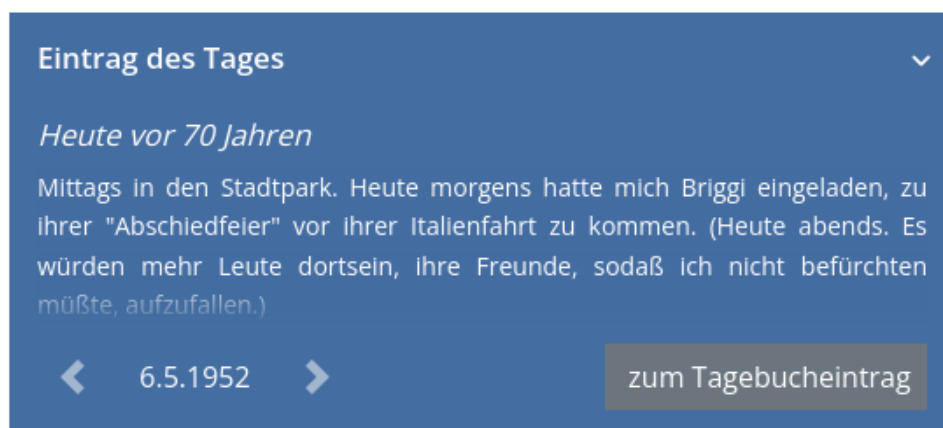 Eintrag des Tages
Heute vor 70 Jahren
Mittags in den Stadtpark. Heute morgens hatte mich Briggi eingeladen, zu
ihrer "Abschiedfeier" vor ihrer Italienfahrt zu kommen. (Heute abends. Es
würden mehr Leute dortsein, ihre Freunde, sodaß ich nicht befürchten
müßte, aufzufallen.)
6.5.1952
zum Tagebucheintrag